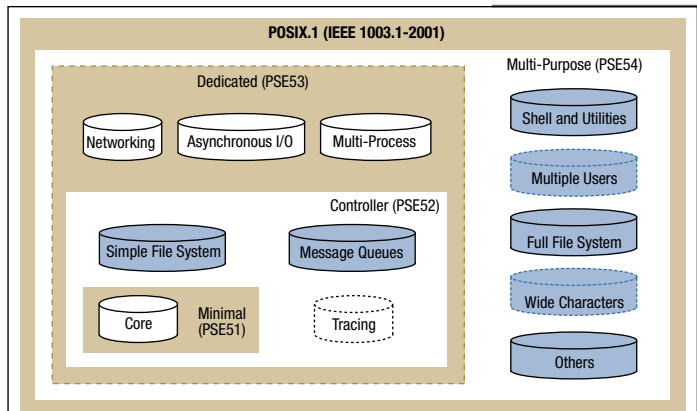 POSIX.1 (IEEE 1003.1-2001)
Dedicated (PSE53)
Networking
Asynchronous I/O
Multi-Process
Controller (PSE52)
Simple File System
Message Queues
Core
Minimal
(PSE51)
Tracing
Multi-Purpose (PSE54)
Shell and Utilities
Multiple Users
Full File System
Wide Characters
Others